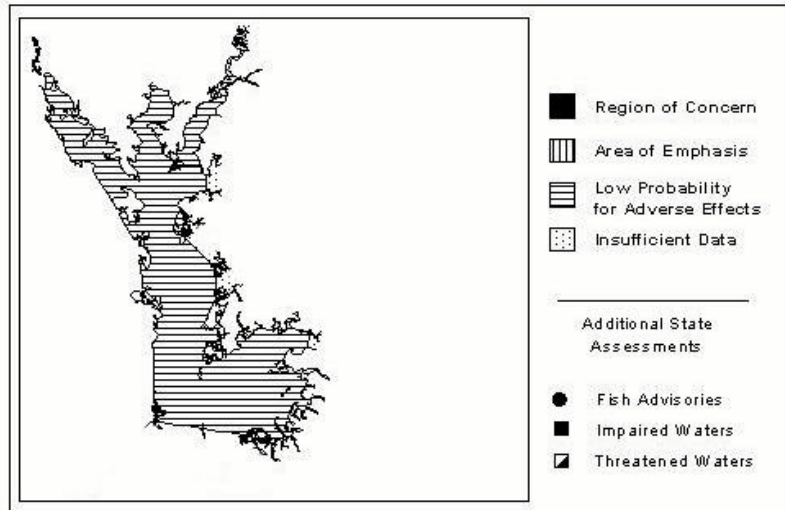 Region of Concern
Area of Emphasis
Low Probability
for Adverse Effects
Insufficient Data
Additional State
Assessments
Fish Advisories
Impaired Waters
Threatened Waters